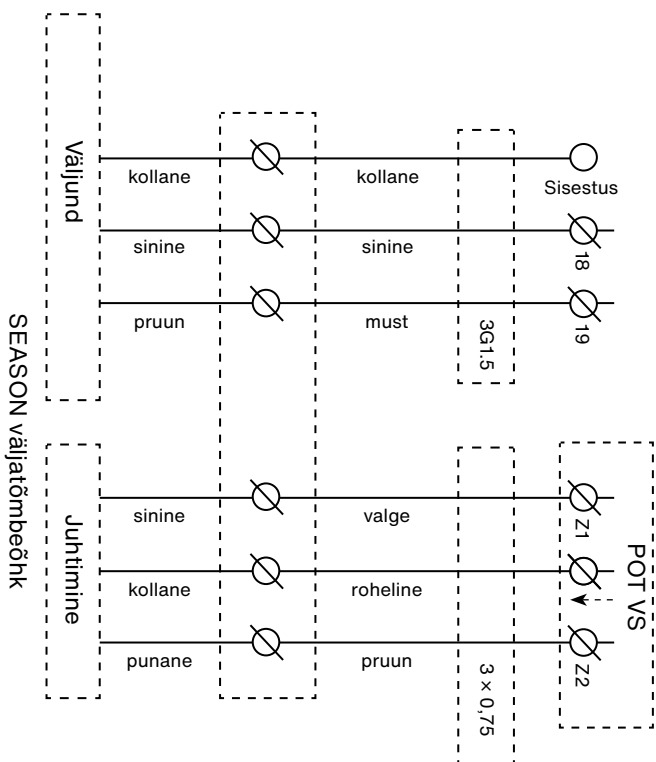 Väljund
kollane
kollane
Sisestus
sinine
sinine
18
pruun
must
19
3G1.5
SEASON väljatõmbeõhk
Juhtimine
sinine
valge
Z1
POT VS
kollane
roheline
punane
pruun
Z2
3 × 0,75